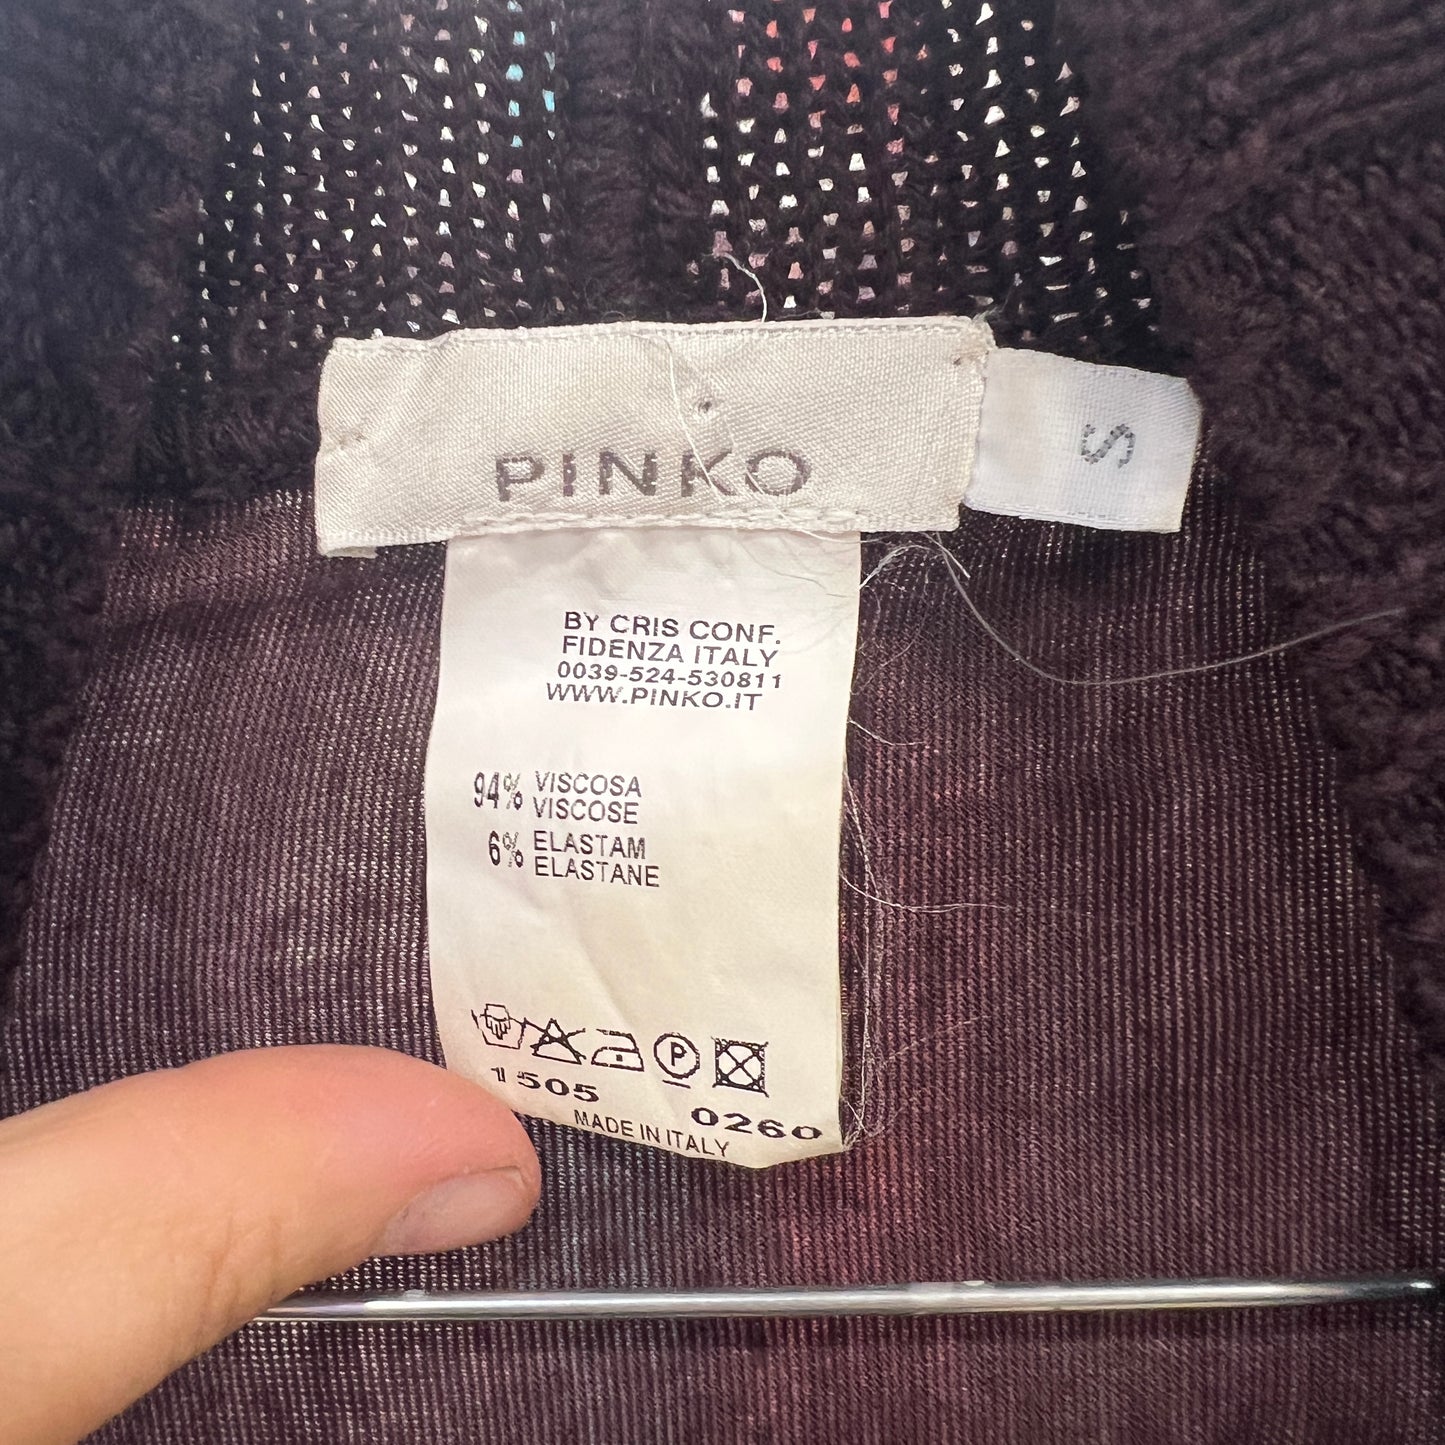 PINKO
S
BY CRIS CONF.
FIDENZA ITALY
0039-524-530811
WWW.PINKO.IT
94% VISCOSA
VISCOSE
6% ELASTAM
ELASTANE
P
1505 0260
MADE IN ITALY